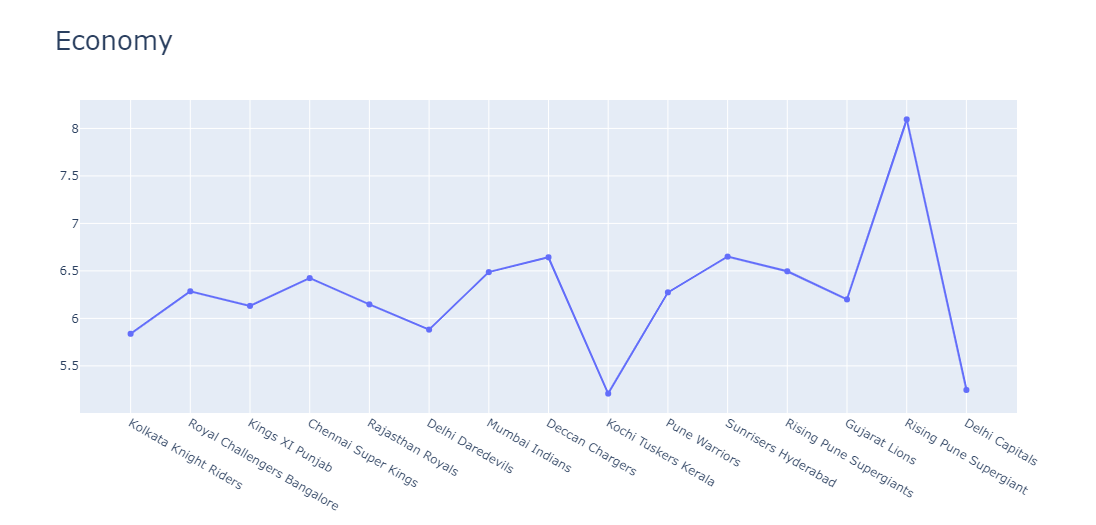 Economy
8
7.5
7
6.5
6
5.5
Kolkata Knight Riders
Royal Challengers Bangalore
Kings XI Punjab
Chennai Super Kings
Rajasthan Royals
Delhi Daredevils
Mumbai Indians
Deccan Chargers
Kochi Tuskers Kerala
Pune Warriors
Sunrisers Hyderabad
Rising Pune Supergiants
Gujarat Lions
Rising Pune Supergiant
Delhi Capitals